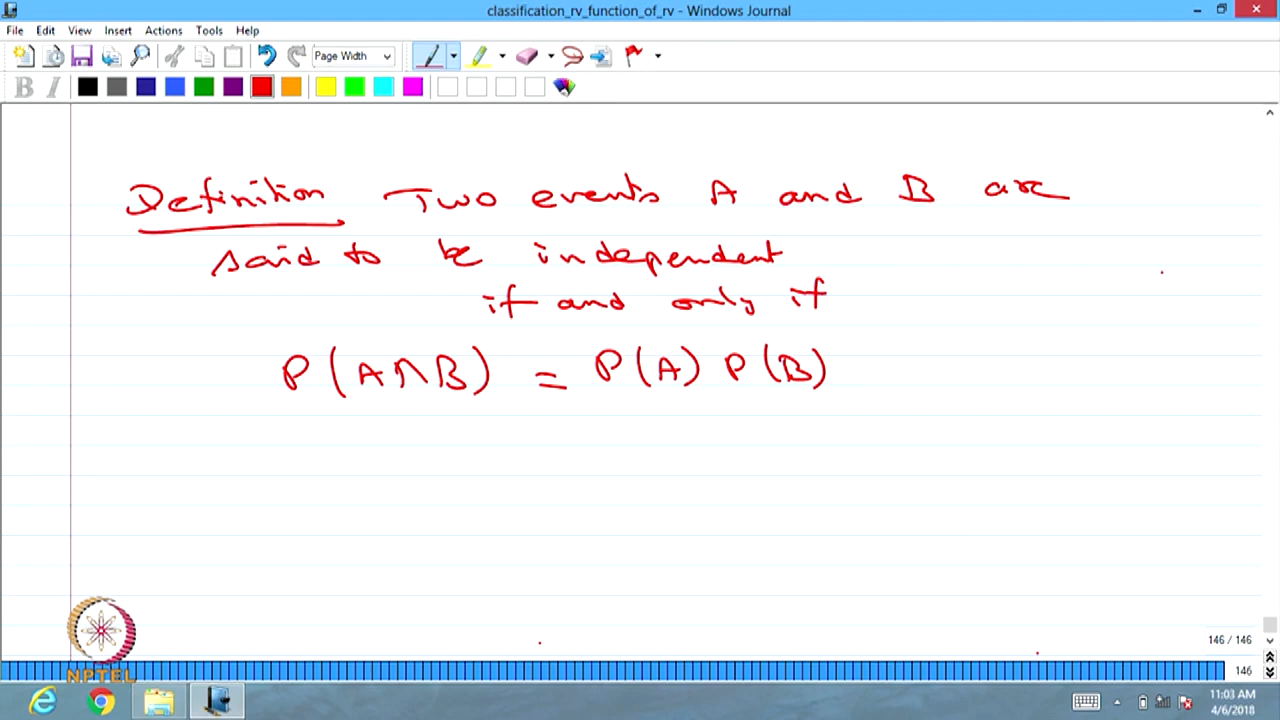 classification_rv_function_of_rv - Windows Journal
File Edit View Insert Actions Tools Help
Page Width
B I
Definition Two events A and B are
said to be independent
if and only if
P(A∩B) = P(A) P(B)
146 / 146
146
NPTEL
11:03 AM
4/6/2018